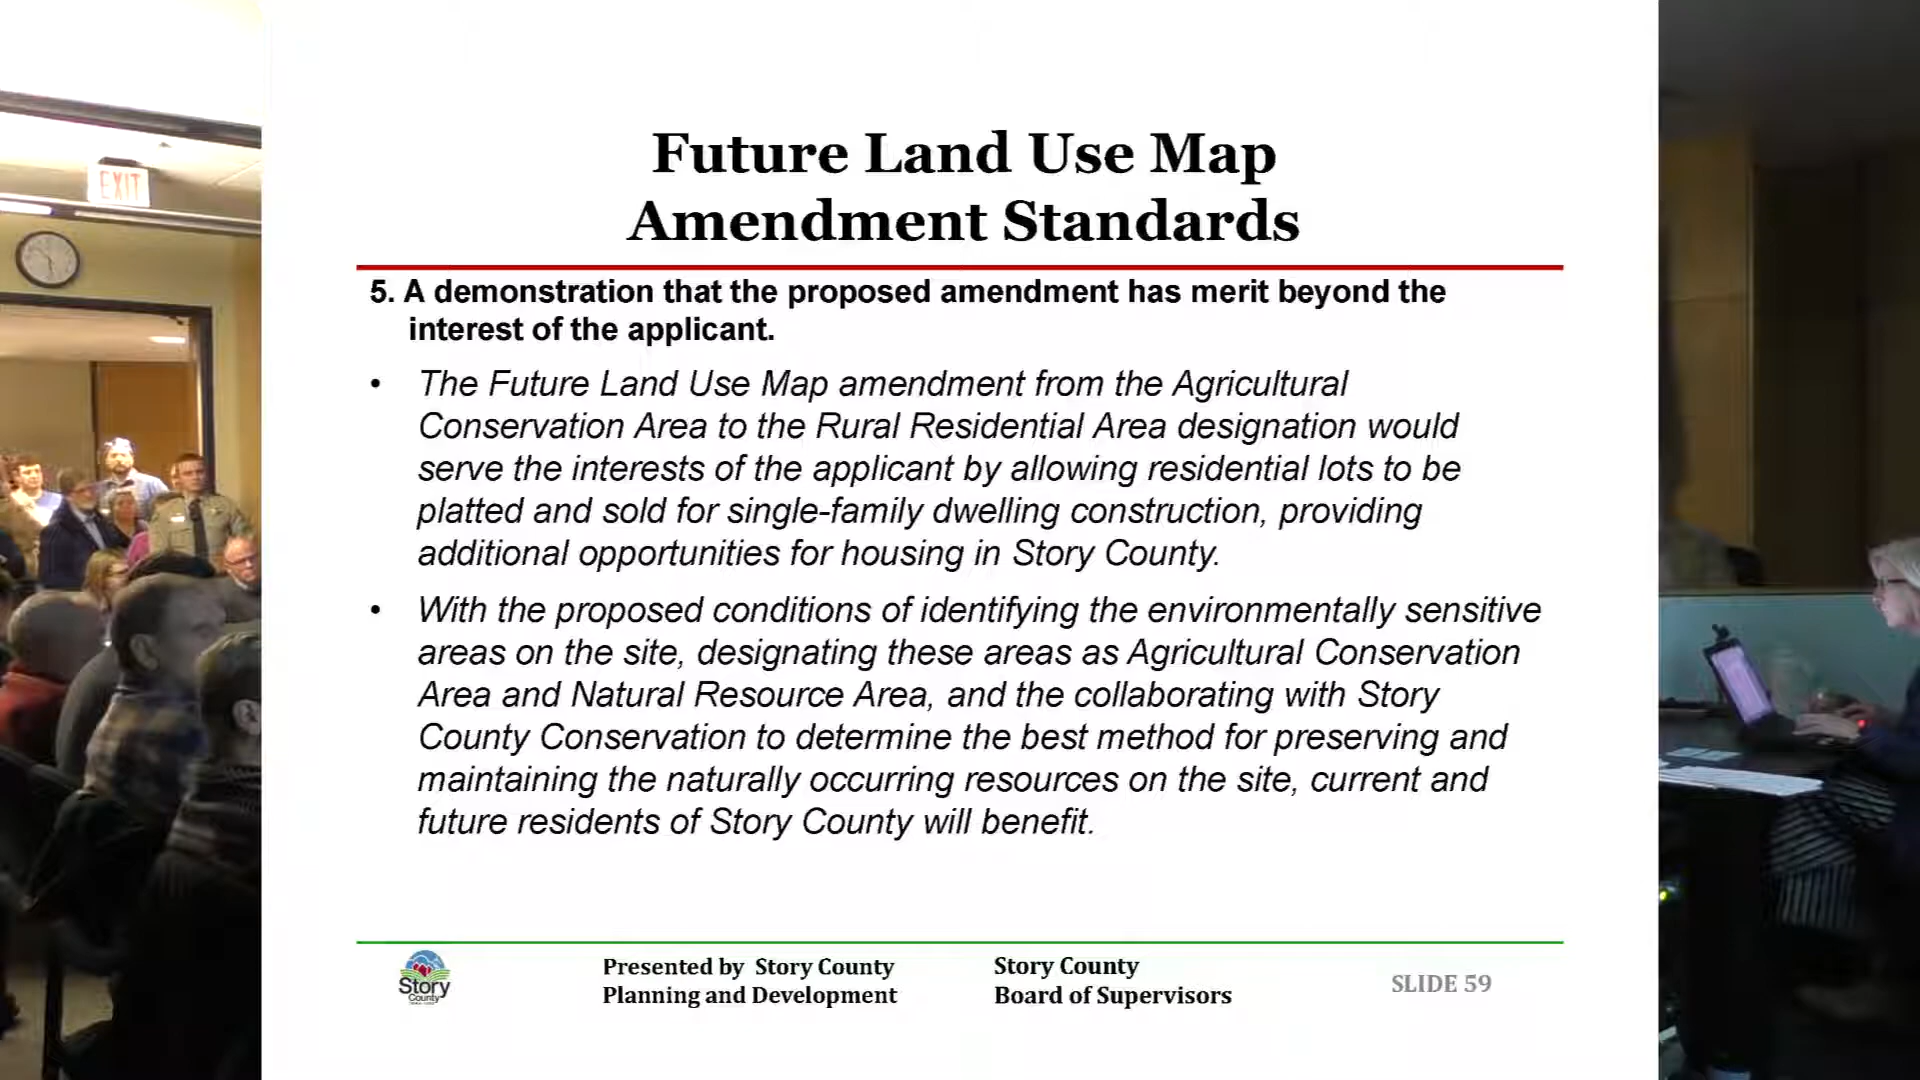 EXIT
Future Land Use Map
Amendment Standards
5. A demonstration that the proposed amendment has merit beyond the
interest of the applicant.
• The Future Land Use Map amendment from the Agricultural
Conservation Area to the Rural Residential Area designation would
serve the interests of the applicant by allowing residential lots to be
platted and sold for single-family dwelling construction, providing
additional opportunities for housing in Story County.
• With the proposed conditions of identifying the environmentally sensitive
areas on the site, designating these areas as Agricultural Conservation
Area and Natural Resource Area, and the collaborating with Story
County Conservation to determine the best method for preserving and
maintaining the naturally occurring resources on the site, current and
future residents of Story County will benefit.
Story
County
Presented by Story County
Planning and Development
Story County
Board of Supervisors
SLIDE 59